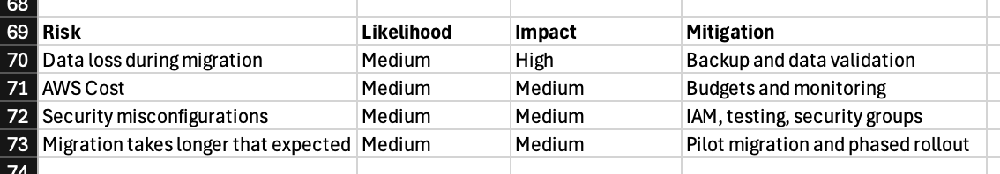 68
69 Risk Likelihood Impact Mitigation
70 Data loss during migration Medium High Backup and data validation
71 AWS Cost Medium Medium Budgets and monitoring
72 Security misconfigurations Medium Medium IAM, testing, security groups
73 Migration takes longer that expected Medium Medium Pilot migration and phased rollout
74